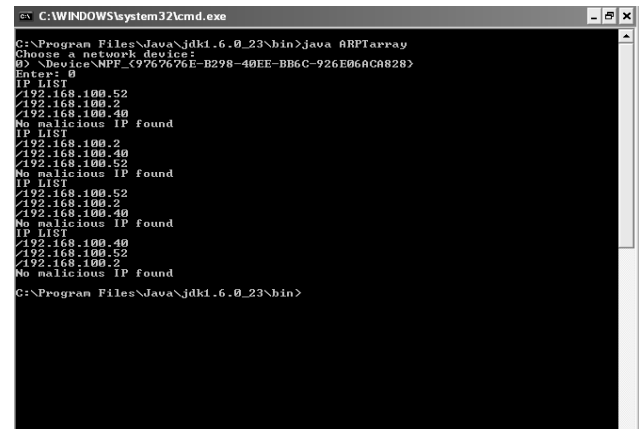 C:\WINDOWS\system32\cmd.exe
C:\Program Files\Java\jdk1.6.0_23\bin>java ARPTarray
Choose a network device:
0> \Device\NPF_{9767676E-B298-40EE-BB6C-926E06ACA828}
Enter: 0
IP LIST
/192.168.100.52
/192.168.100.2
/192.168.100.40
No malicious IP found
IP LIST
/192.168.100.2
/192.168.100.40
/192.168.100.52
No malicious IP found
IP LIST
/192.168.100.52
/192.168.100.2
/192.168.100.40
No malicious IP found
IP LIST
/192.168.100.40
/192.168.100.52
/192.168.100.2
No malicious IP found
C:\Program Files\Java\jdk1.6.0_23\bin>